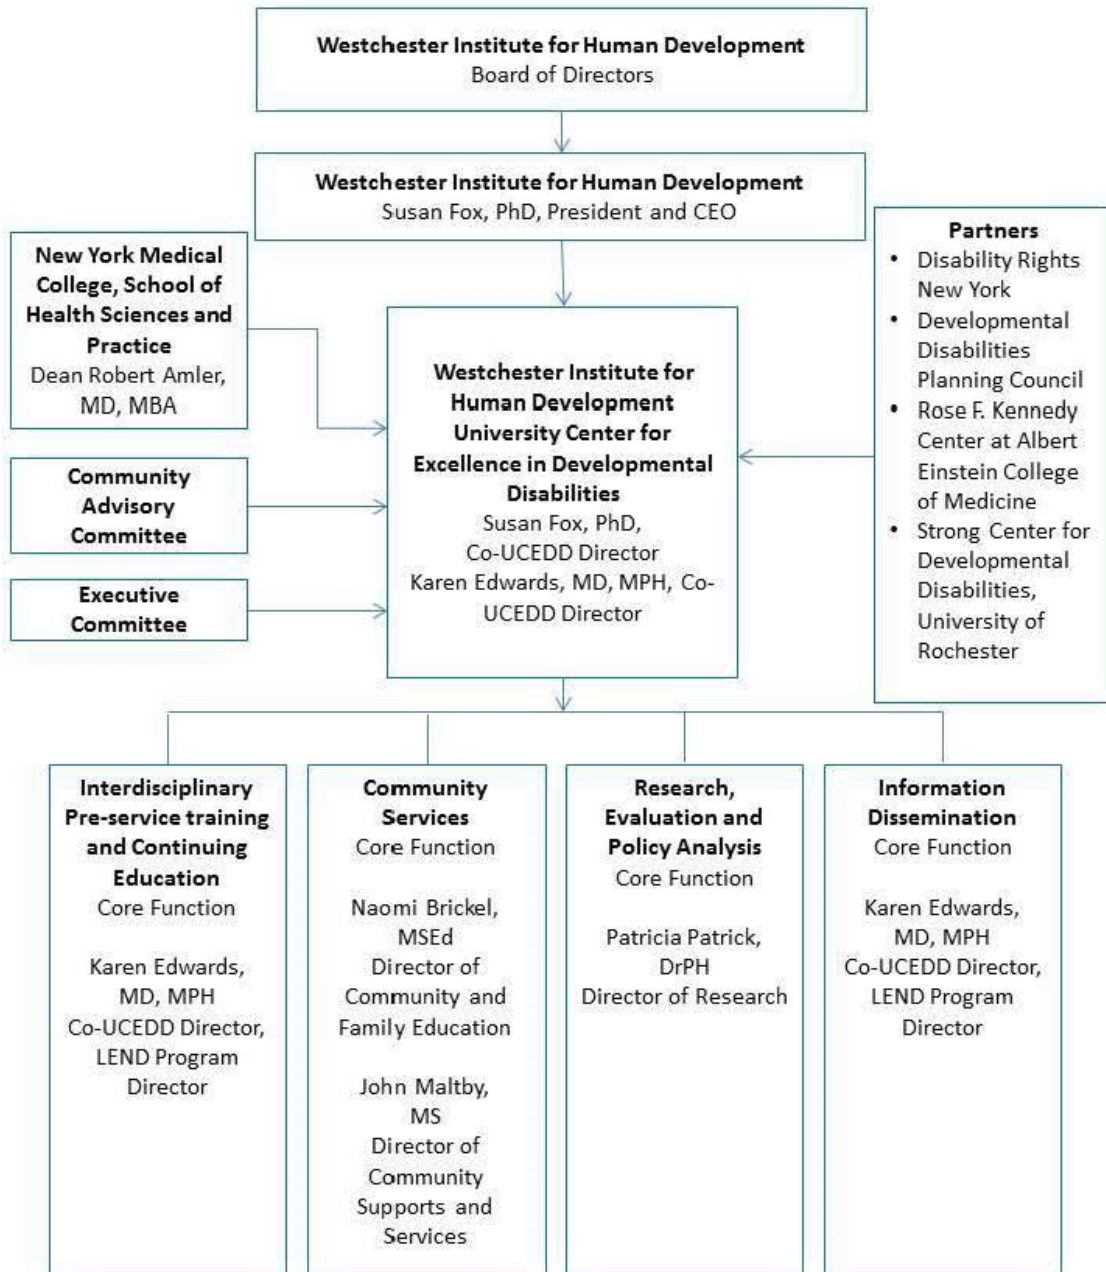 Westchester Institute for Human Development
Board of Directors
Westchester Institute for Human Development
Susan Fox, PhD, President and CEO
New York Medical
College, School of
Health Sciences and
Practice
Dean Robert Amler,
MD, MBA
Community
Advisory
Committee
Executive
Committee
Westchester Institute for
Human Development
University Center for
Excellence in Developmental
Disabilities
Susan Fox, PhD,
Co-UCEDD Director
Karen Edwards, MD, MPH, Co-
UCEDD Director
Partners
• Disability Rights
New York
• Developmental
Disabilities
Planning Council
• Rose F. Kennedy
Center at Albert
Einstein College
of Medicine
• Strong Center for
Developmental
Disabilities,
University of
Rochester
Interdisciplinary
Pre-service training
and Continuing
Education
Core Function
Karen Edwards,
MD, MPH
Co-UCEDD Director,
LEND Program
Director
Community
Services
Core Function
Naomi Brickel,
MSEd
Director of
Community and
Family Education
John Maltby,
MS
Director of
Community
Supports and
Services
Research,
Evaluation and
Policy Analysis
Core Function
Patricia Patrick,
DrPH
Director of Research
Information
Dissemination
Core Function
Karen Edwards,
MD, MPH
Co-UCEDD Director,
LEND Program
Director